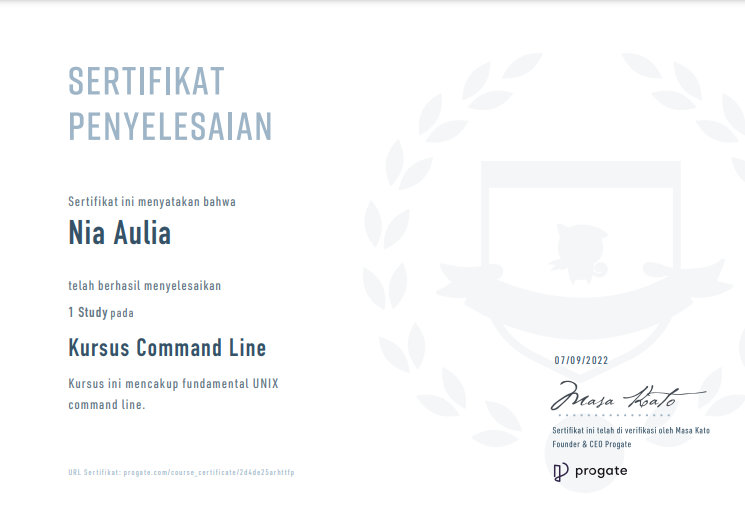 SERTIFIKAT
PENYELESAIAN
Sertifikat ini menyatakan bahwa
Nia Aulia
telah berhasil menyelesaikan
1 Study pada
Kursus Command Line
Kursus ini mencakup fundamental UNIX
command line.
07/09/2022
Masa Kato
Sertifikat ini telah di verifikasi oleh Masa Kato
Founder & CEO Progate
URL Sertifikat: progate.com/course_certificate/2d4de25arhttfp
progate